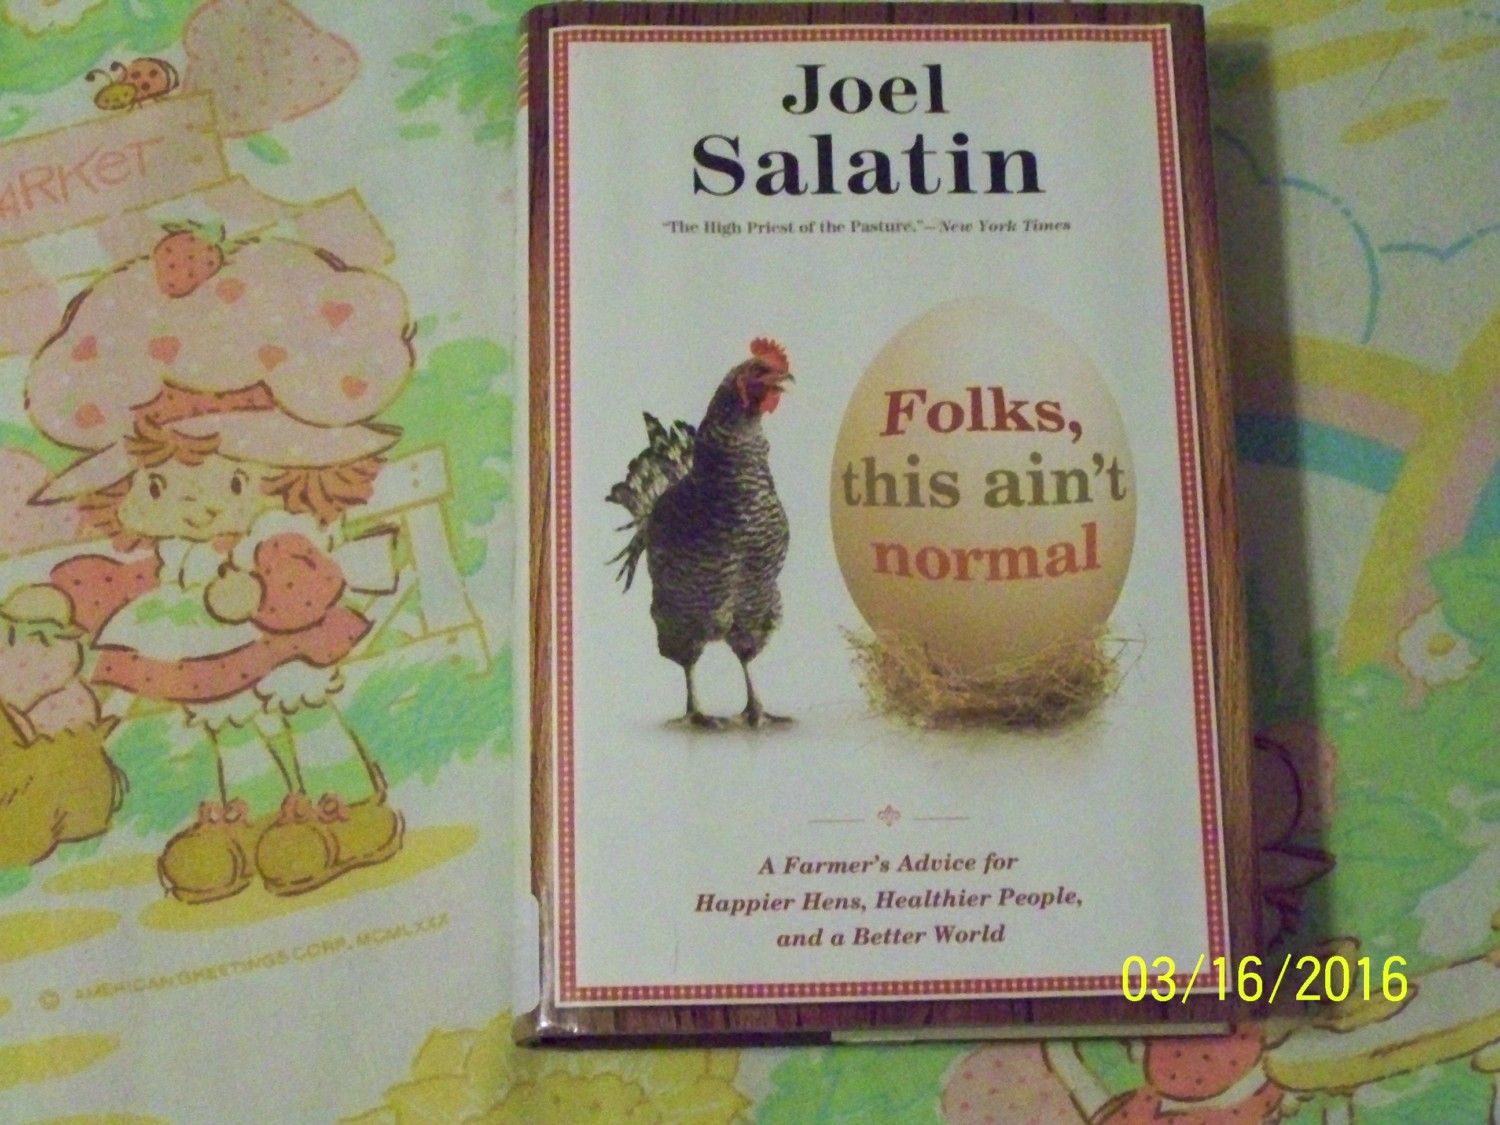 ARKeT
Joel
Salatin
"The High Priest of the Pasture."—New York Times
Folks,
this ain't
normal
A Farmer's Advice for
Happier Hens, Healthier People,
and a Better World
© AMERICAN GREETINGS CORP. MCMLXXX
03/16/2016